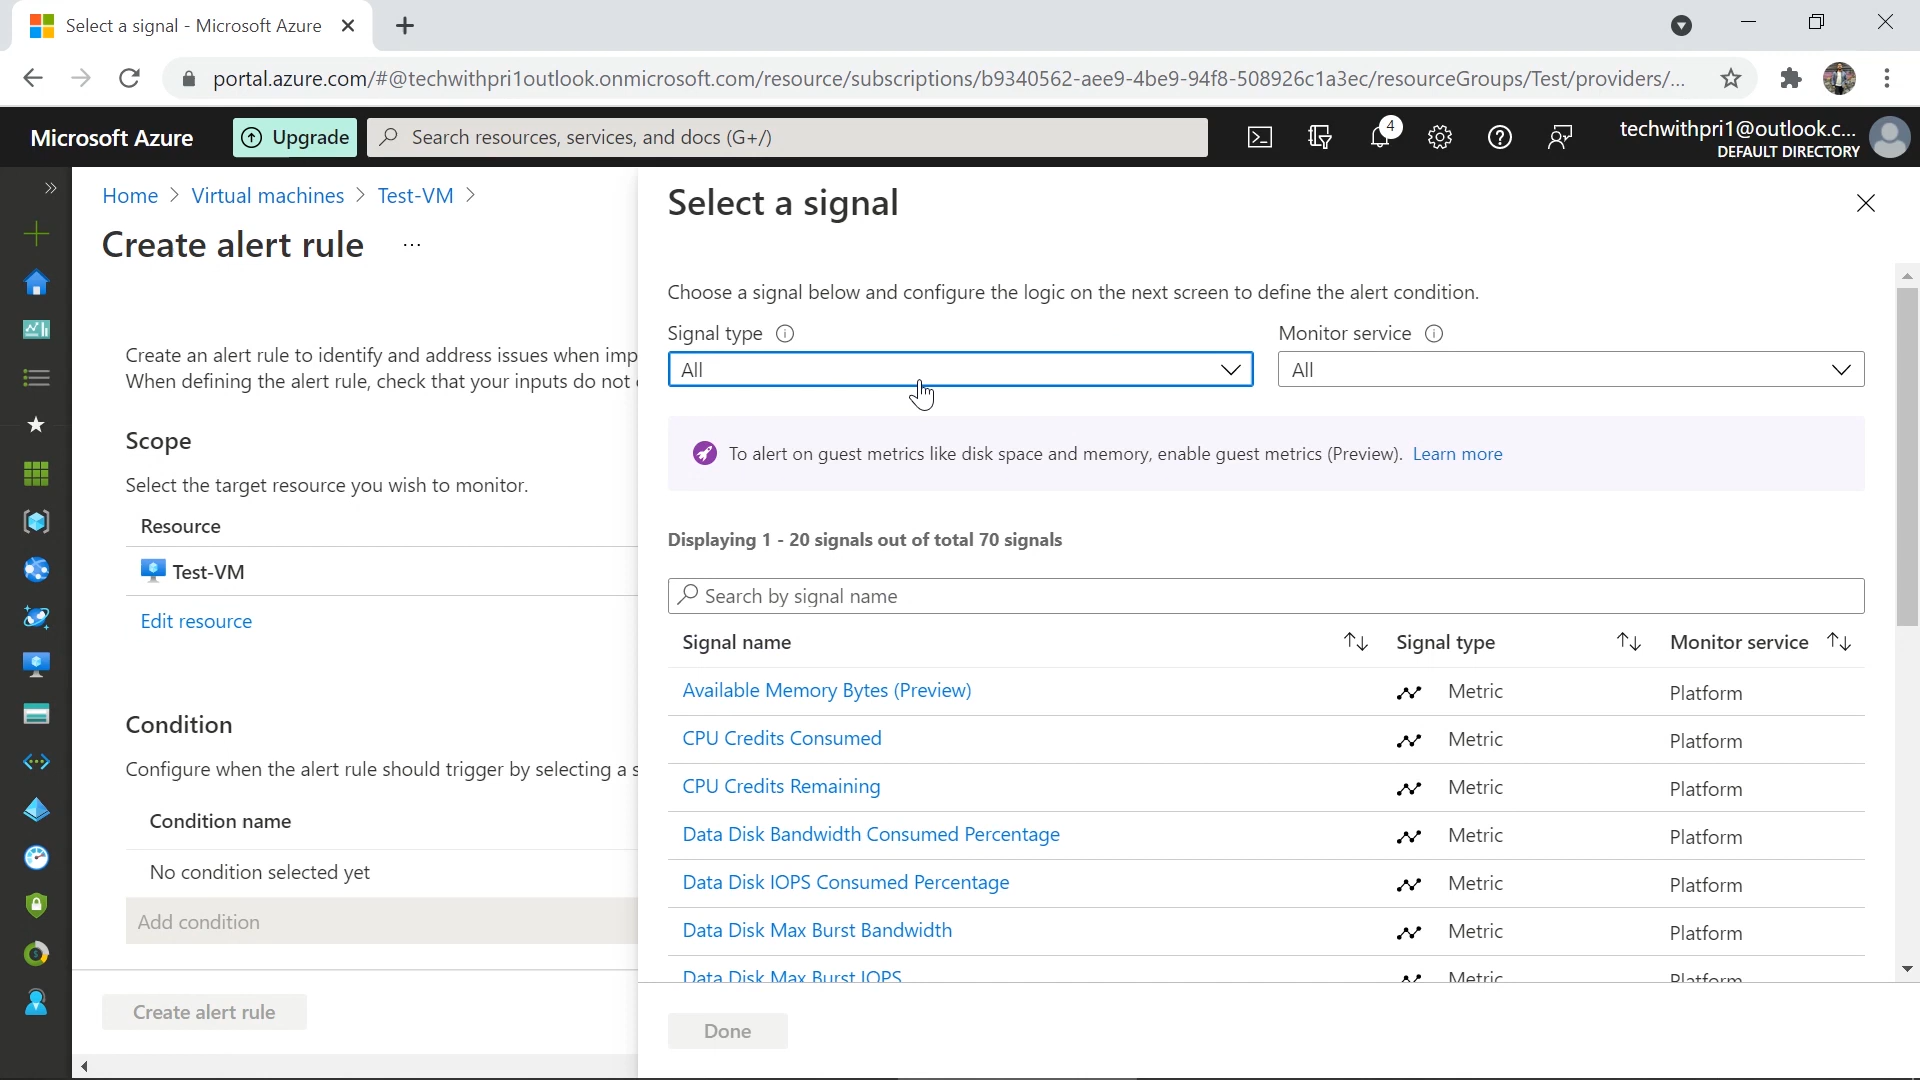 Select a signal - Microsoft Azure
portal.azure.com/#@techwithpri1outlook.onmicrosoft.com/resource/subscriptions/b9340562-aee9-4be9-94f8-508926c1a3ec/resourceGroups/Test/providers/...
Microsoft Azure
Upgrade
Search resources, services, and docs (G+/)
4
techwithpri1@outlook.c...
DEFAULT DIRECTORY
Home > Virtual machines > Test-VM >
Create alert rule ...
Create an alert rule to identify and address issues when imp
When defining the alert rule, check that your inputs do not
Scope
Select the target resource you wish to monitor.
Resource
Test-VM
Edit resource
Condition
Configure when the alert rule should trigger by selecting a s
Condition name
No condition selected yet
Add condition
Create alert rule
Select a signal
Choose a signal below and configure the logic on the next screen to define the alert condition.
Signal type Monitor service
All All
To alert on guest metrics like disk space and memory, enable guest metrics (Preview). Learn more
Displaying 1 - 20 signals out of total 70 signals
Search by signal name
Signal name Signal type Monitor service
Available Memory Bytes (Preview) Metric Platform
CPU Credits Consumed Metric Platform
CPU Credits Remaining Metric Platform
Data Disk Bandwidth Consumed Percentage Metric Platform
Data Disk IOPS Consumed Percentage Metric Platform
Data Disk Max Burst Bandwidth Metric Platform
Data Disk Max Burst IOPS Metric Platform
Done